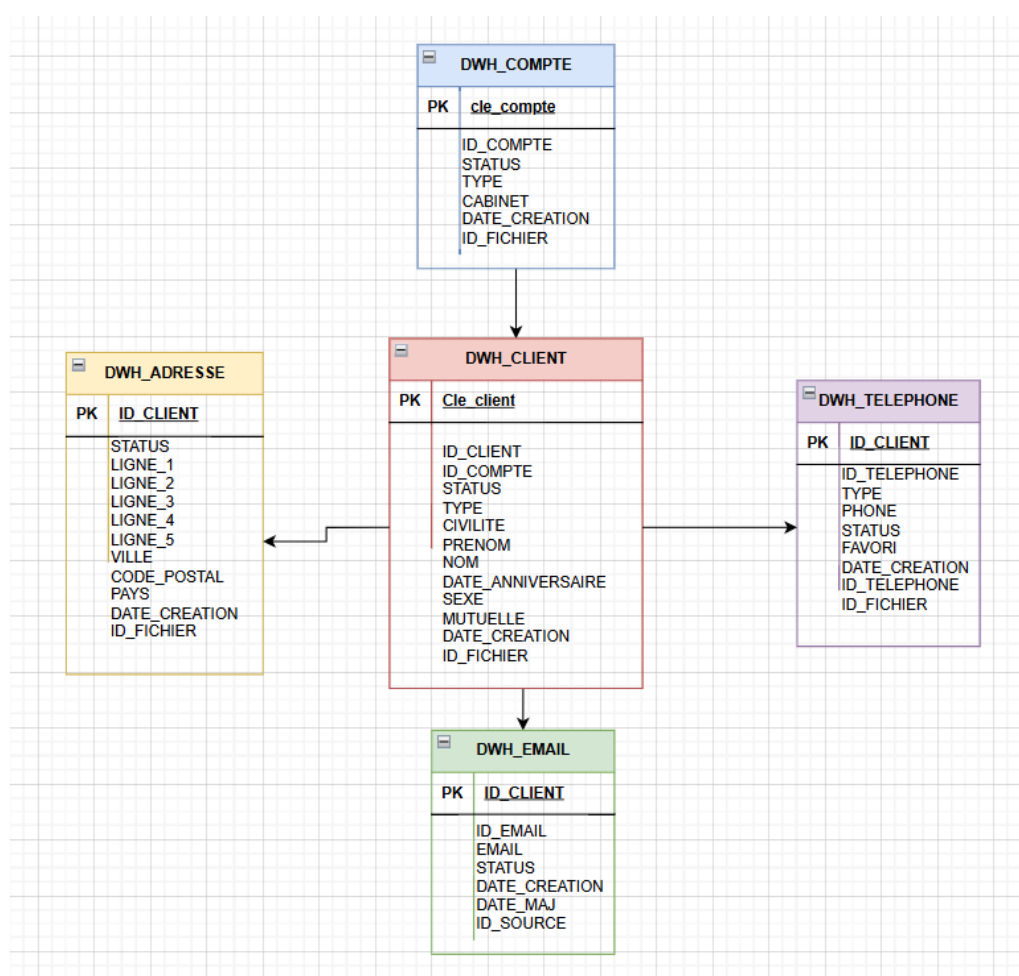 DWH_COMPTE
PK cle_compte
ID_COMPTE
STATUS
TYPE
CABINET
DATE_CREATION
ID_FICHIER
DWH_ADRESSE
PK ID_CLIENT
STATUS
LIGNE_1
LIGNE_2
LIGNE_3
LIGNE_4
LIGNE_5
VILLE
CODE_POSTAL
PAYS
DATE_CREATION
ID_FICHIER
DWH_CLIENT
PK Cle_client
ID_CLIENT
ID_COMPTE
STATUS
TYPE
CIVILITE
PRENOM
NOM
DATE_ANNIVERSAIRE
SEXE
MUTUELLE
DATE_CREATION
ID_FICHIER
DWH_TELEPHONE
PK ID_CLIENT
ID_TELEPHONE
TYPE
PHONE
STATUS
FAVORI
DATE_CREATION
ID_TELEPHONE
ID_FICHIER
DWH_EMAIL
PK ID_CLIENT
ID_EMAIL
EMAIL
STATUS
DATE_CREATION
DATE_MAJ
ID_SOURCE